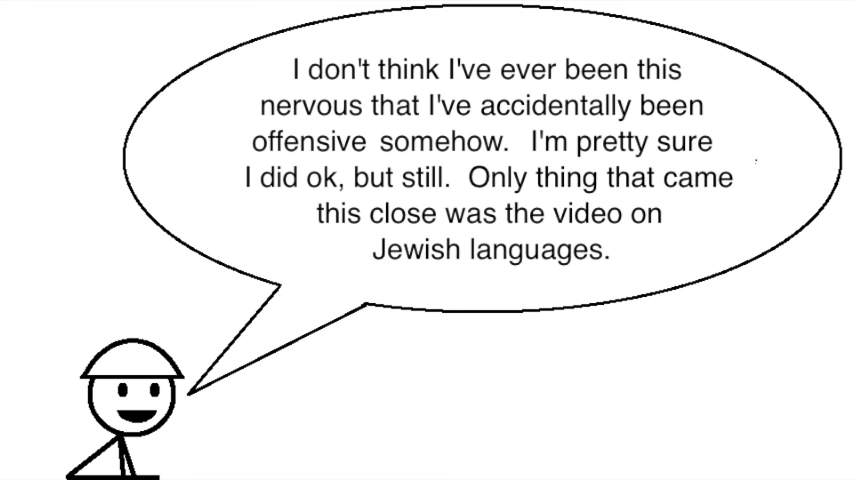 I don't think I've ever been this
nervous that I've accidentally been
offensive somehow. I'm pretty sure
I did ok, but still. Only thing that came
this close was the video on
Jewish languages.